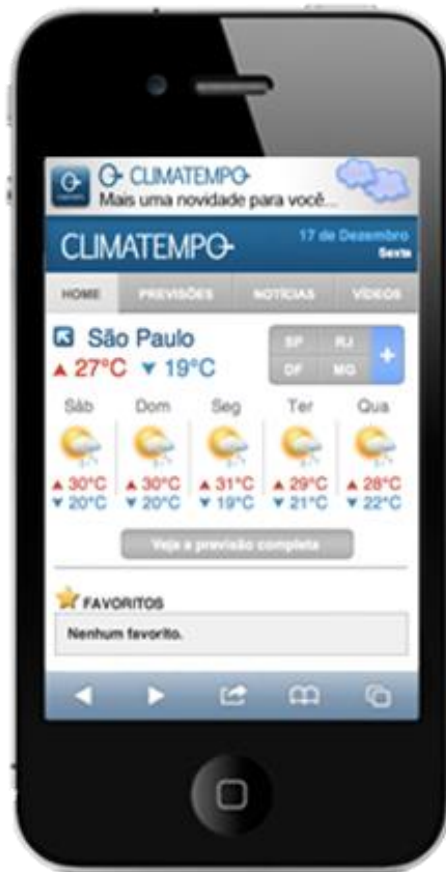 CLIMATEMPO
Mais uma novidade para você...
CLIMATEMPO
17 de Dezembro
Sexta
HOME PREVISÕES NOTÍCIAS VÍDEOS
São Paulo
27°C 19°C
SP RJ +
DF MG
Sáb Dom Seg Ter Qua
30°C 30°C 31°C 29°C 28°C
20°C 20°C 19°C 21°C 22°C
Veja a previsão completa
FAVORITOS
Nenhum favorito.